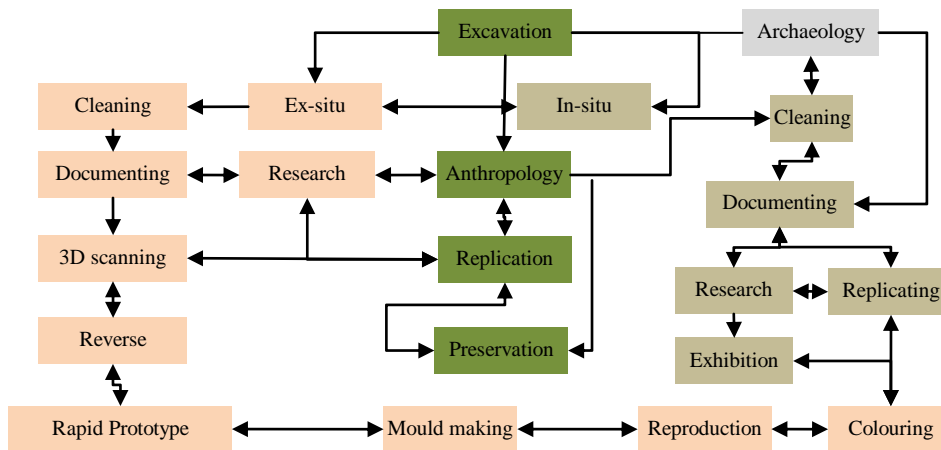 Excavation
Archaeology
Cleaning
Ex-situ
In-situ
Cleaning
Documenting
Research
Anthropology
Documenting
3D scanning
Replication
Research
Replicating
Reverse
Preservation
Exhibition
Rapid Prototype
Mould making
Reproduction
Colouring